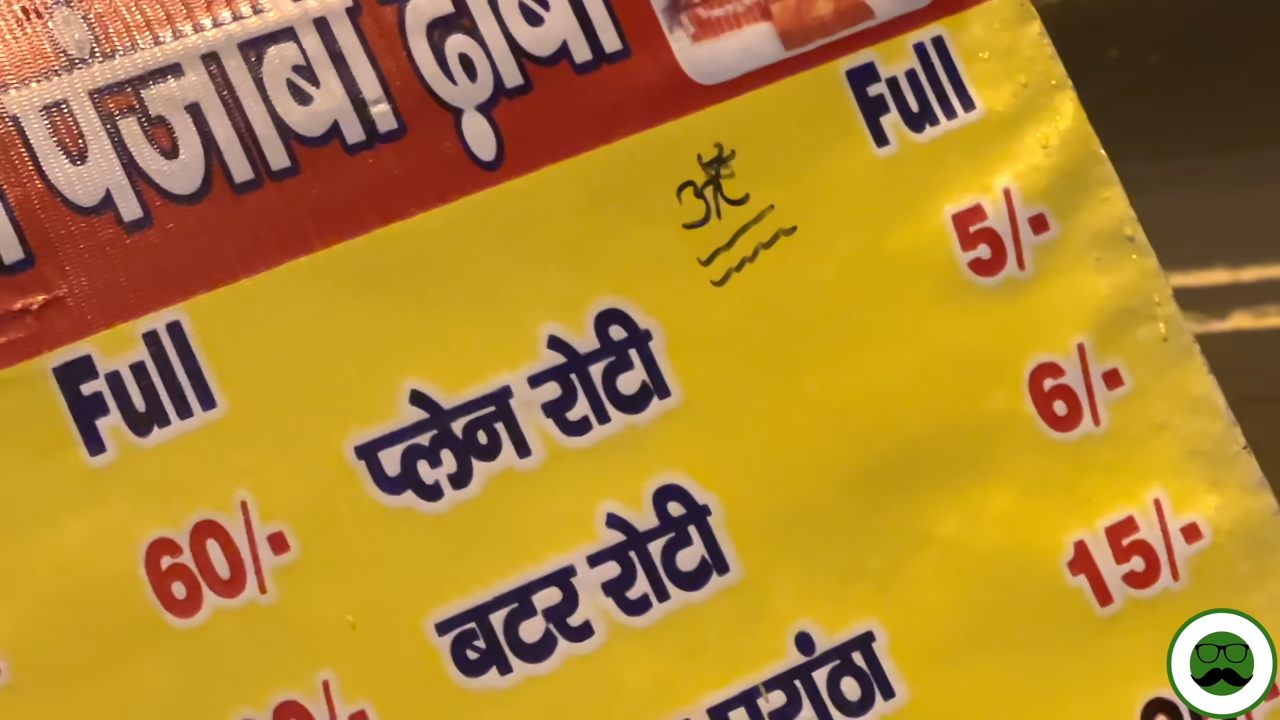 पंजाबी ढ़ाबा
Full
Full
5/-
प्लेन रोटी
6/-
60/-
बटर रोटी
15/-